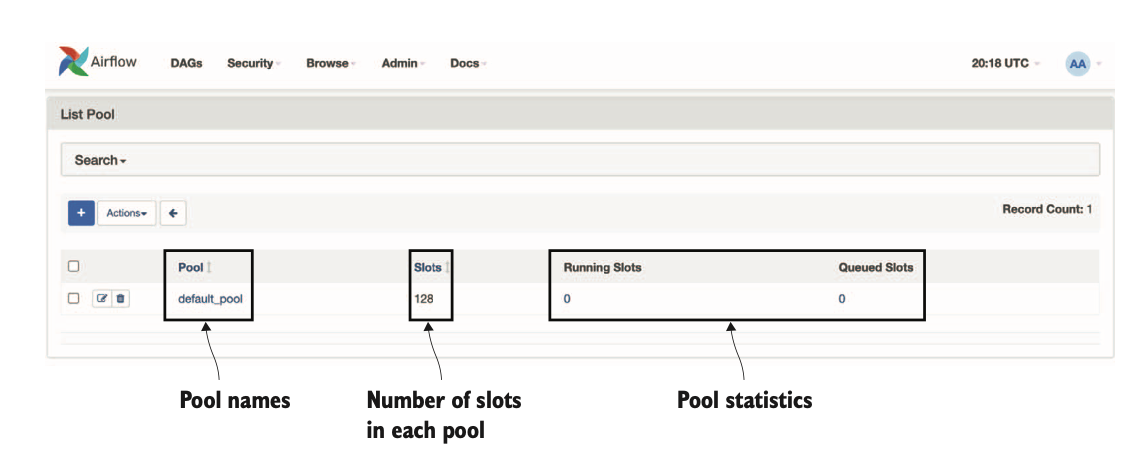 Airflow DAGs Security Browse Admin Docs 20:18 UTC AA
List Pool
Search
+ Actions Record Count: 1
Pool Slots Running Slots Queued Slots
default_pool 128 0 0
Pool names
Number of slots
in each pool
Pool statistics